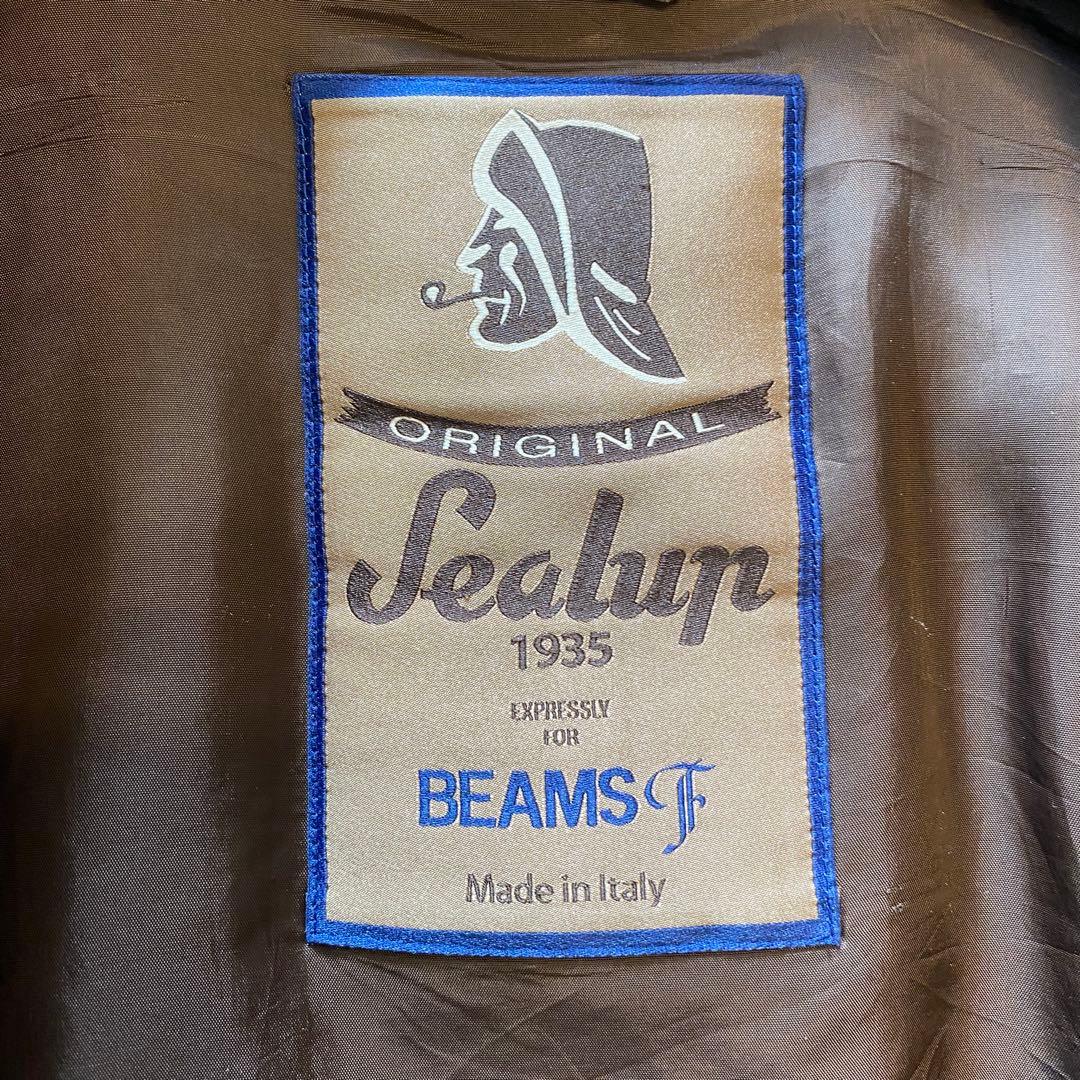 ORIGINAL
Sealup
1935
EXPRESSLY
FOR
BEAMS F
Made in Italy